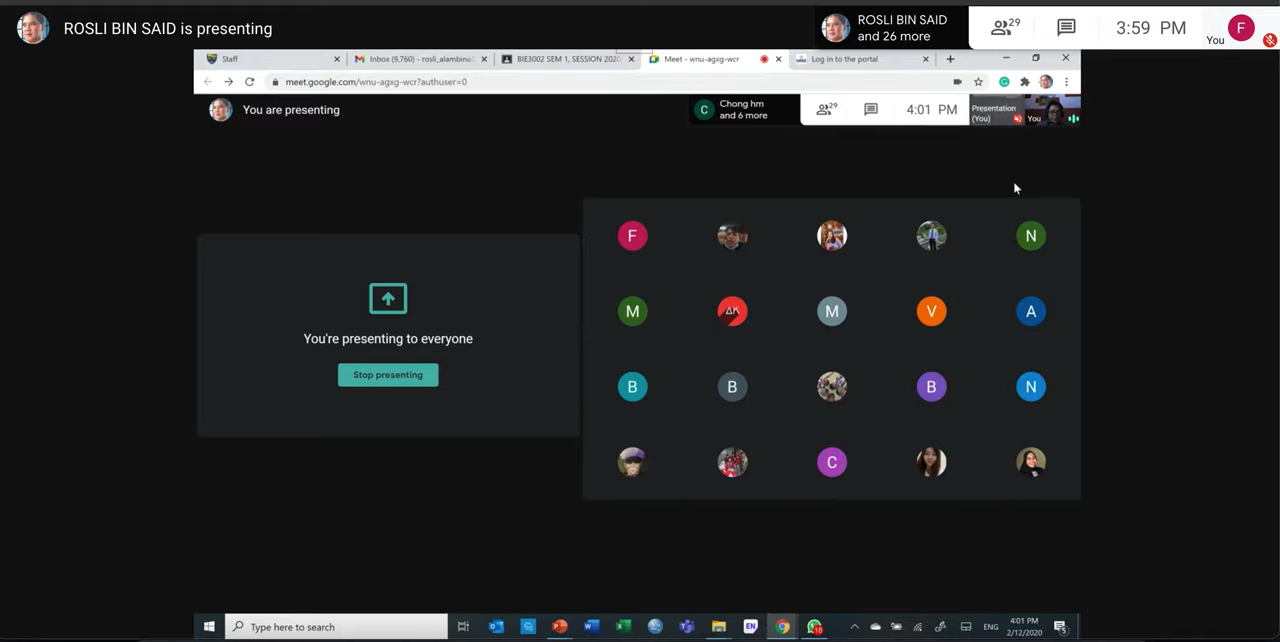 ROSLI BIN SAID is presenting
ROSLI BIN SAID
and 26 more
29
3:59 PM
You
F
Staff
Inbox (9,760) - rosli_alambina
BIE3002 SEM 1, SESSION 2020
Meet - wnu-agxg-wcr
Log in to the portal
meet.google.com/wnu-agxg-wcr?authuser=0
You are presenting
C
Chong hm
and 6 more
29
4:01 PM
Presentation
(You)
You
You're presenting to everyone
Stop presenting
F
N
M
ΔK
M
V
A
B
B
B
N
C
Type here to search
EN
18
ENG
4:01 PM
2/12/2020
5